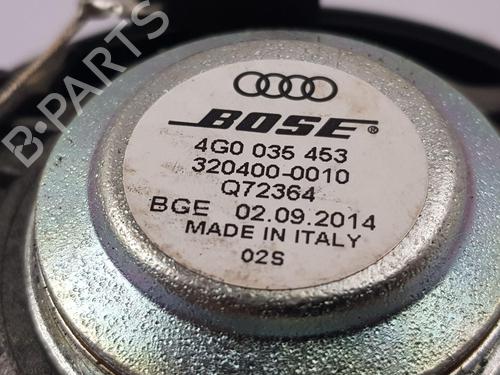 BOSE®
4G0 035 453
320400-0010
Q72364
BGE 02.09.2014
MADE IN ITALY
02S
B-PARTS